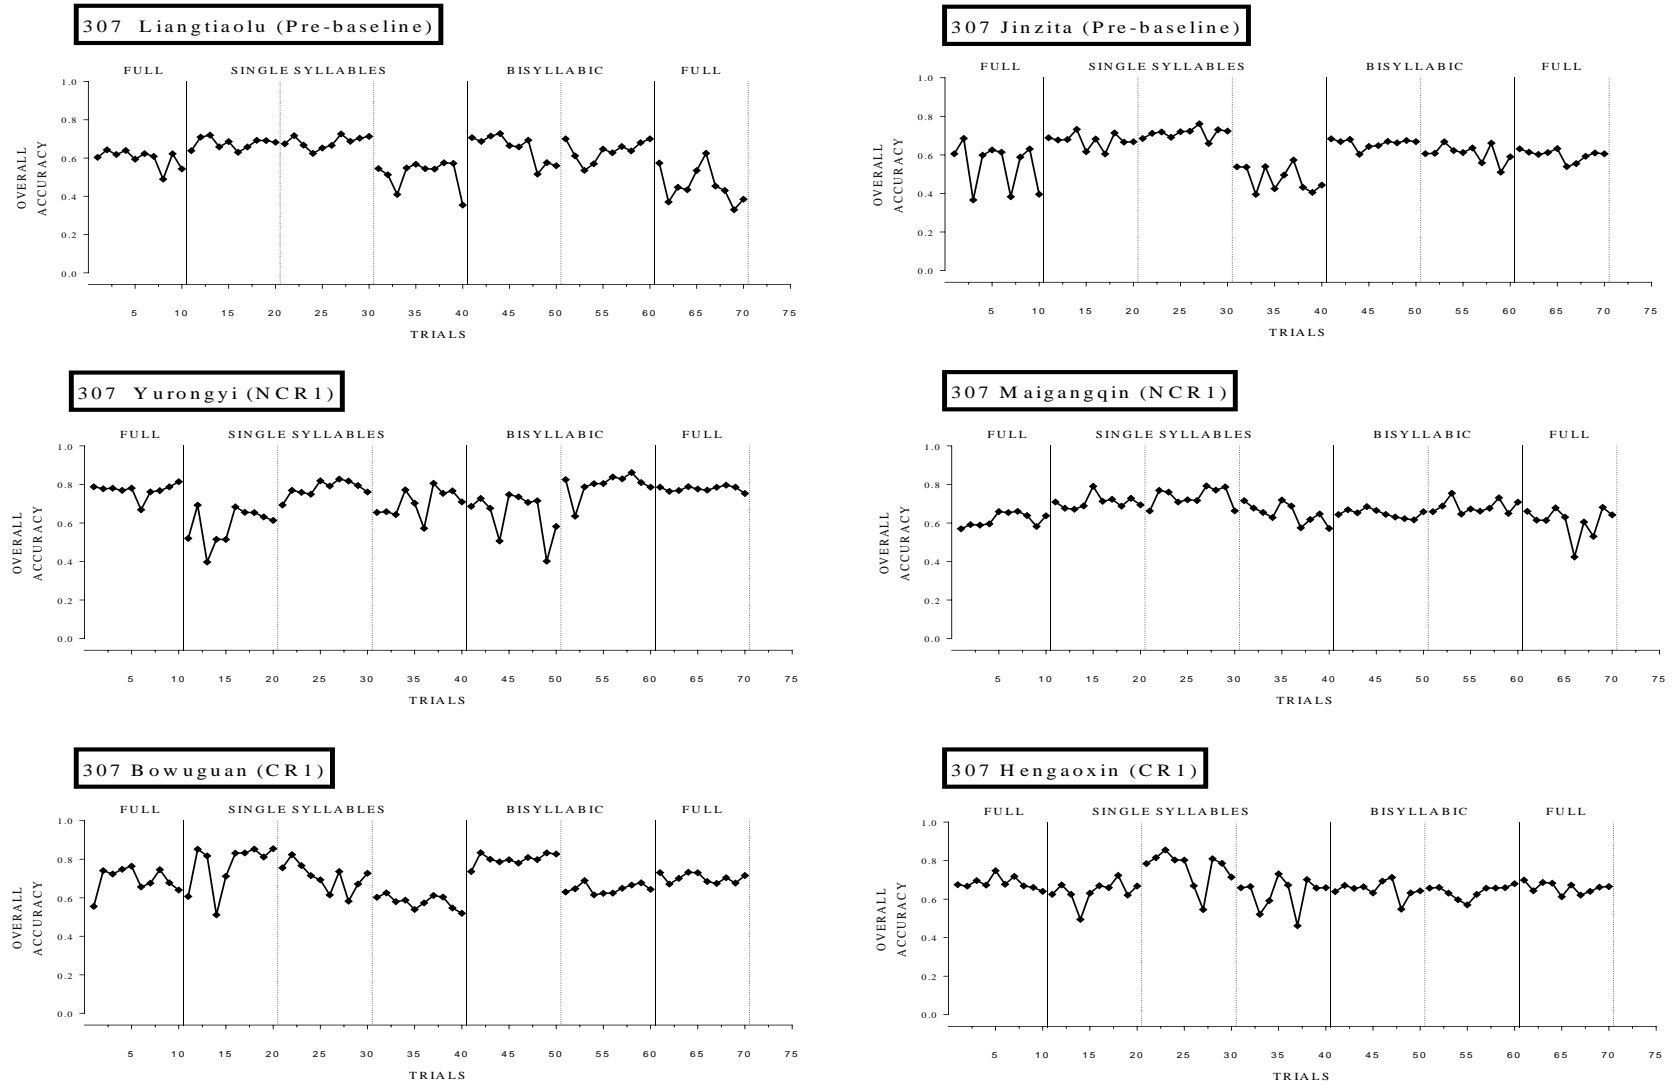 307 Liangtiaolu (Pre-baseline)
FULL SINGLE SYLLABLES BISYLLABIC FULL
1.0
0.8
0.6
0.4
0.2
0.0
OVERALL
ACCURACY
5 10 15 20 25 30 35 40 45 50 55 60 65 70 75
TRIALS
307 Jinzita (Pre-baseline)
FULL SINGLE SYLLABLES BISYLLABIC FULL
1.0
0.8
0.6
0.4
0.2
0.0
OVERALL
ACCURACY
5 10 15 20 25 30 35 40 45 50 55 60 65 70 75
TRIALS
307 Yurongyi (NCR1)
FULL SINGLE SYLLABLES BISYLLABIC FULL
1.0
0.8
0.6
0.4
0.2
0.0
OVERALL
ACCURACY
5 10 15 20 25 30 35 40 45 50 55 60 65 70 75
TRIALS
307 Maigangqin (NCR1)
FULL SINGLE SYLLABLES BISYLLABIC FULL
1.0
0.8
0.6
0.4
0.2
0.0
OVERALL
ACCURACY
5 10 15 20 25 30 35 40 45 50 55 60 65 70 75
TRIALS
307 Bowuguan (CR1)
FULL SINGLE SYLLABLES BISYLLABIC FULL
1.0
0.8
0.6
0.4
0.2
0.0
OVERALL
ACCURACY
5 10 15 20 25 30 35 40 45 50 55 60 65 70 75
TRIALS
307 Hengaoxin (CR1)
FULL SINGLE SYLLABLES BISYLLABIC FULL
1.0
0.8
0.6
0.4
0.2
0.0
OVERALL
ACCURACY
5 10 15 20 25 30 35 40 45 50 55 60 65 70 75
TRIALS